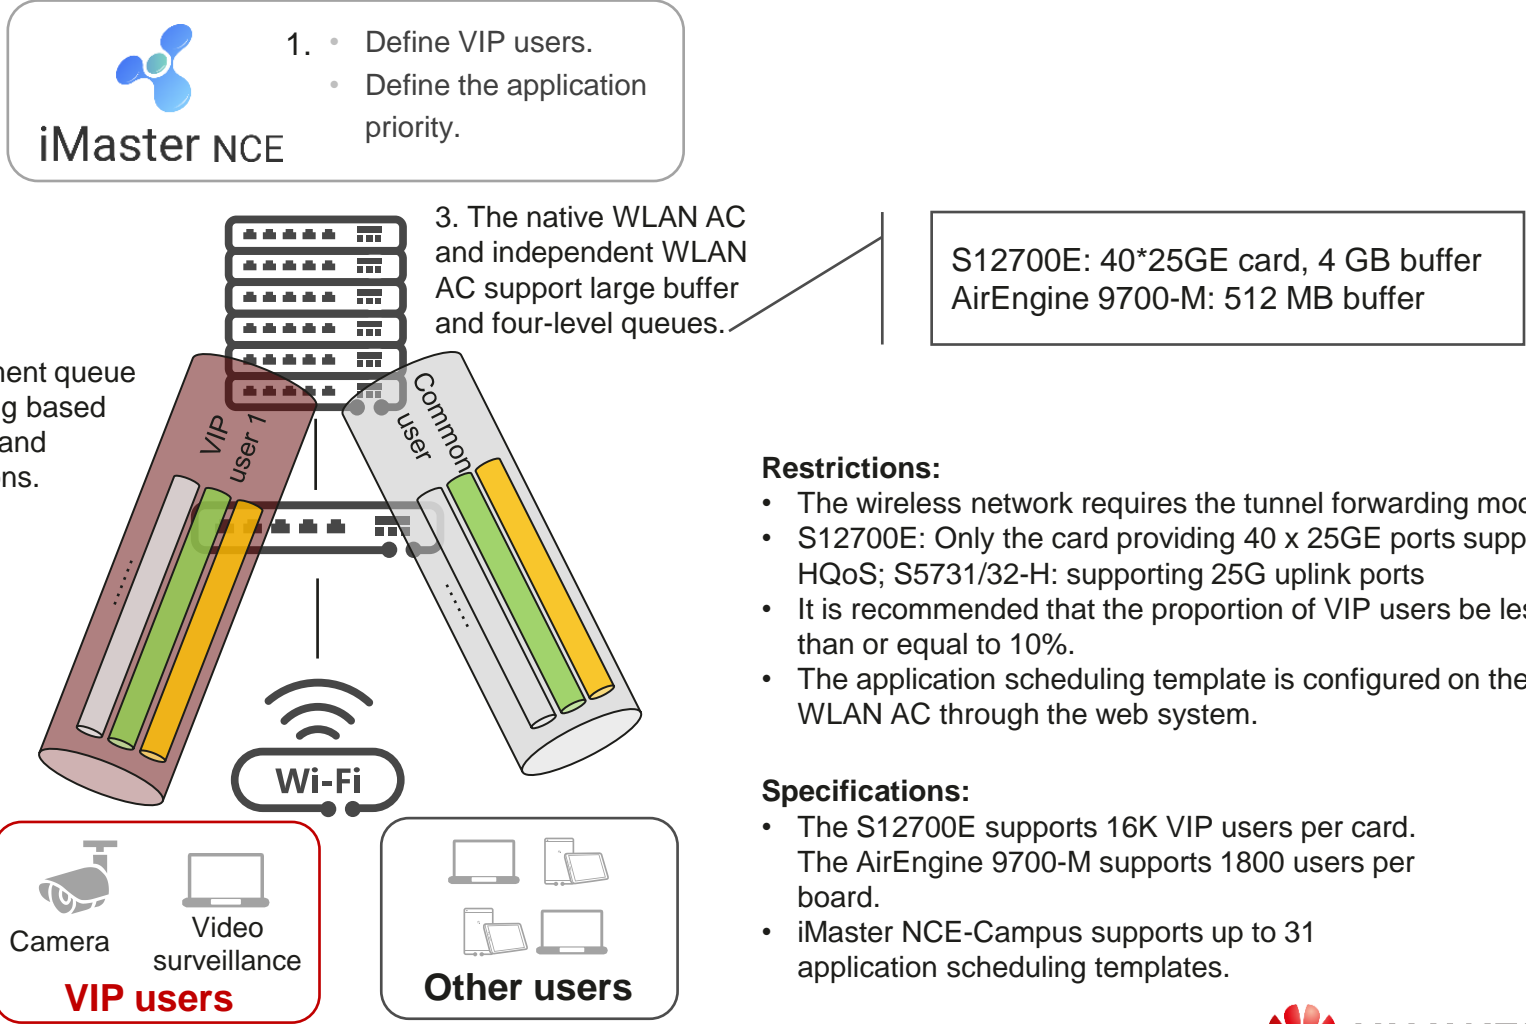 1. • Define VIP users.
• Define the application
priority.
iMaster NCE
3. The native WLAN AC
and independent WLAN
AC support large buffer
and four-level queues.
S12700E: 40*25GE card, 4 GB buffer
AirEngine 9700-M: 512 MB buffer
queue
based
and
VIP
user 1
Common
user
......
......
Restrictions:
• The wireless network requires the tunnel forwarding
• S12700E: Only the card providing 40 x 25GE ports
HQoS; S5731/32-H: supporting 25G uplink ports
• It is recommended that the proportion of VIP users be
than or equal to 10%.
• The application scheduling template is configured on the
WLAN AC through the web system.
Wi-Fi
Specifications:
• The S12700E supports 16K VIP users per card.
The AirEngine 9700-M supports 1800 users per
board.
• iMaster NCE-Campus supports up to 31
application scheduling templates.
Camera
Video
surveillance
VIP users
Other users